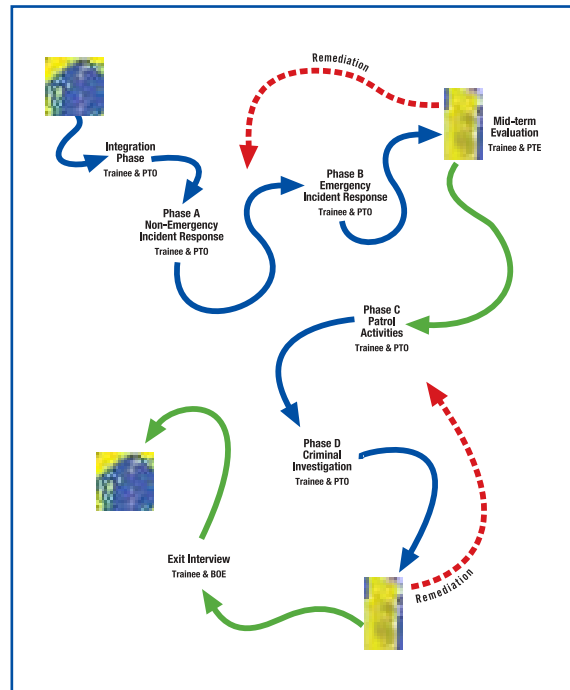 Remediation
Integration
Phase
Trainee & PTO
Phase A
Non-Emergency
Incident Response
Trainee & PTO
Phase B
Emergency
Incident Response
Trainee & PTO
Mid-term
Evaluation
Trainee & PTE
Phase C
Patrol
Activities
Trainee & PTO
Phase D
Criminal
Investigation
Trainee & PTO
Remediation
Exit Interview
Trainee & BOE